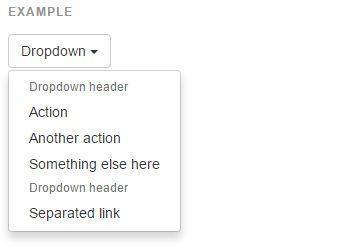 EXAMPLE
Dropdown
Dropdown header
Action
Another action
Something else here
Dropdown header
Separated link